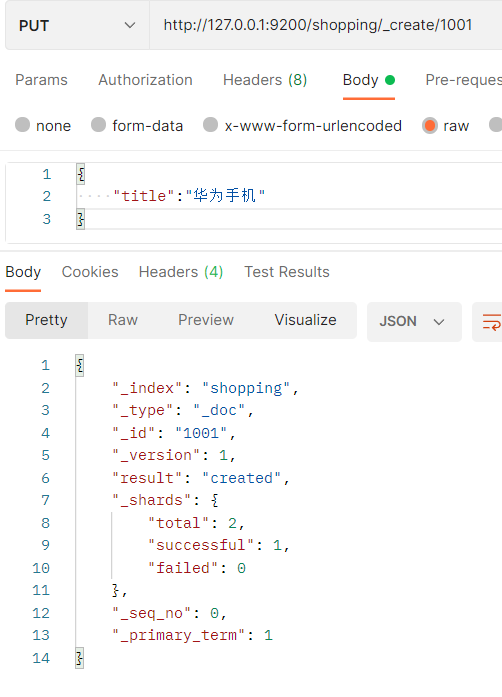 PUT http://127.0.0.1:9200/shopping/_create/1001
Params Authorization Headers (8) Body Pre-reques
none form-data x-www-form-urlencoded raw
1 {
2 "title":"华为手机"
3 }
Body Cookies Headers (4) Test Results
Pretty Raw Preview Visualize JSON
1 {
2 "_index": "shopping",
3 "_type": "_doc",
4 "_id": "1001",
5 "_version": 1,
6 "result": "created",
7 "_shards": {
8 "total": 2,
9 "successful": 1,
10 "failed": 0
11 },
12 "_seq_no": 0,
13 "_primary_term": 1
14 }